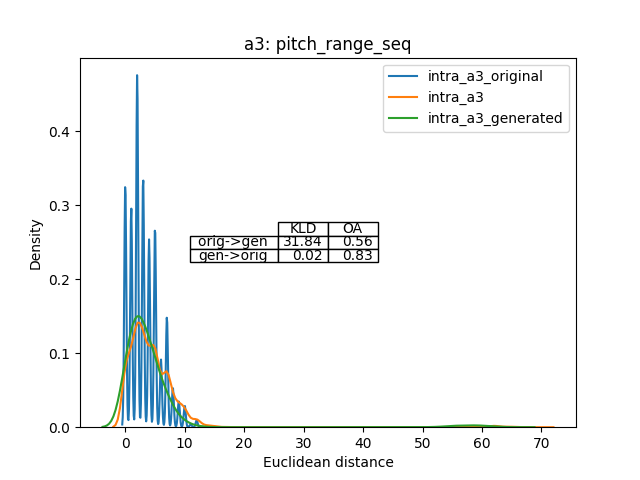 a3: pitch_range_seq
intra_a3_original
intra_a3
intra_a3_generated
KLD OA
orig->gen 31.84 0.56
gen->orig 0.02 0.83
Density
0.4
0.3
0.2
0.1
0.0
0 10 20 30 40 50 60 70
Euclidean distance